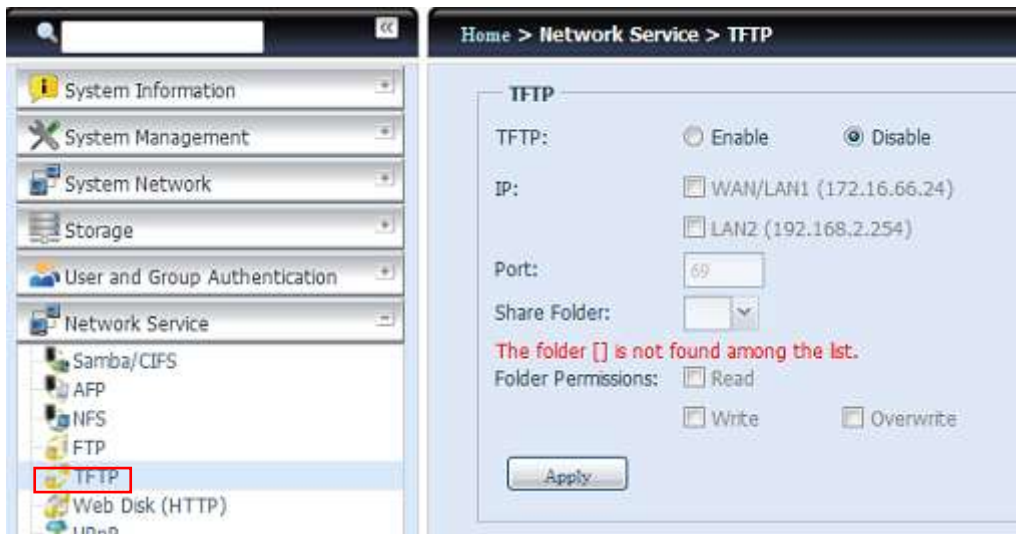 Home > Network Service > TFTP
System Information
System Management
System Network
Storage
User and Group Authentication
Network Service
Samba/CIFS
AFP
NFS
FTP
TFTP
Web Disk (HTTP)
UPnP
TFTP
TFTP: Enable Disable
IP: WAN/LAN1 (172.16.66.24)
LAN2 (192.168.2.254)
Port: 69
Share Folder:
The folder [] is not found among the list.
Folder Permissions: Read
Write Overwrite
Apply